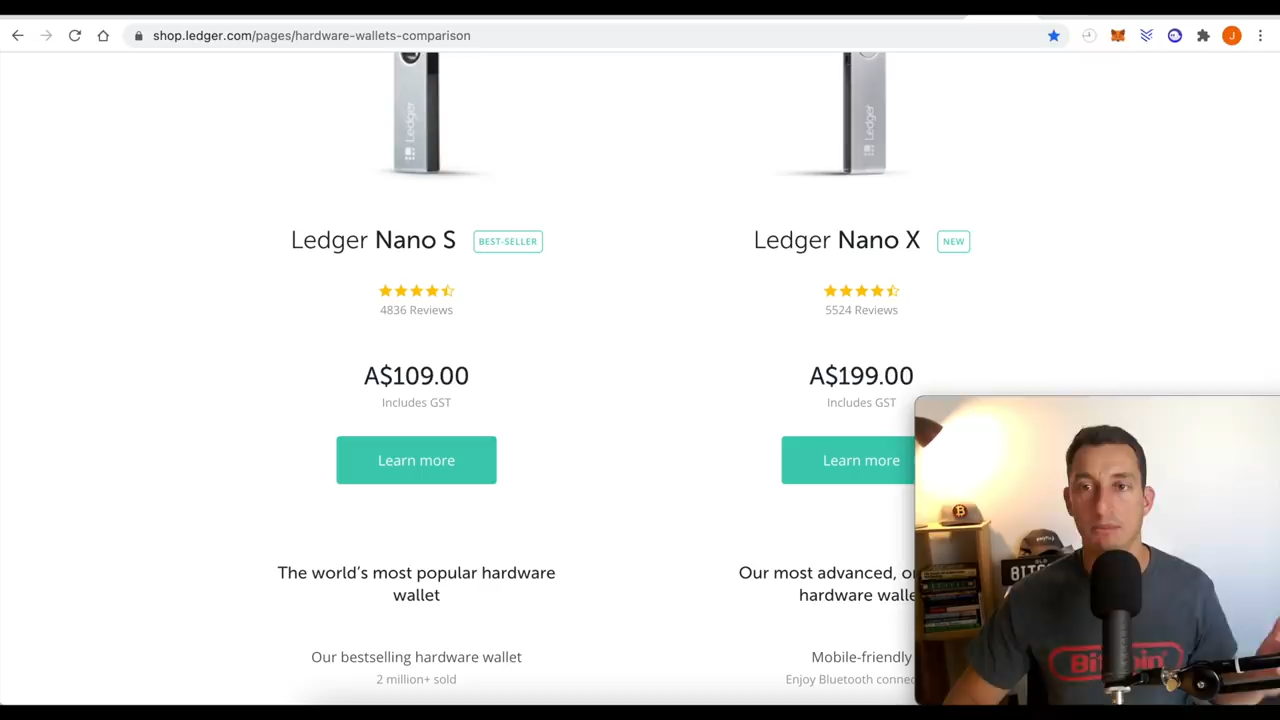 shop.ledger.com/pages/hardware-wallets-comparison
J
Ledger
Ledger
Ledger Nano S BEST-SELLER
Ledger Nano X NEW
4836 Reviews
5524 Reviews
A$109.00
A$199.00
Includes GST
Includes GST
Learn more
Learn more
The world's most popular hardware
wallet
Our most advanced,
hardware
Our bestselling hardware wallet
2 million+ sold
Mobile-friendly
Enjoy Bluetooth